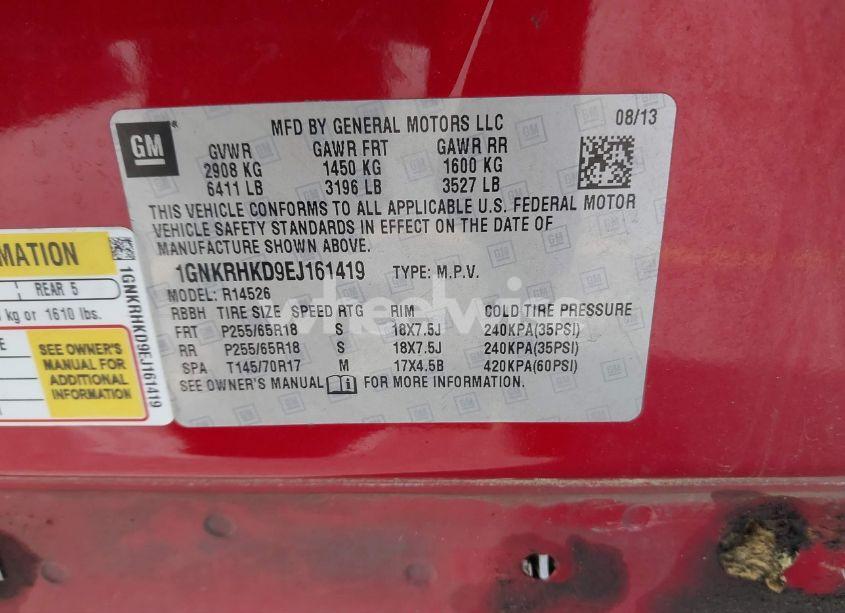 GM
MFD BY GENERAL MOTORS LLC
08/13
GVWR GAWR FRT GAWR RR
2908 KG 1450 KG 1600 KG
6411 LB 3196 LB 3527 LB
THIS VEHICLE CONFORMS TO ALL APPLICABLE U.S. FEDERAL MOTOR
VEHICLE SAFETY STANDARDS IN EFFECT ON THE DATE OF
MANUFACTURE SHOWN ABOVE.
1GNKRHKD9EJ161419 TYPE: M.P.V.
MODEL: R14526
RBBH TIRE SIZE SPEED RTG RIM COLD TIRE PRESSURE
FRT P255/65R18 S 18X7.5J 240KPA(35PSI)
RR P255/65R18 S 18X7.5J 240KPA(35PSI)
SPA T145/70R17 M 17X4.5B 420KPA(60PSI)
SEE OWNER'S MANUAL FOR MORE INFORMATION.
REAR 5
kg or 1610 lbs.
SEE OWNER'S
MANUAL FOR
ADDITIONAL
INFORMATION
1GNKRHKD9EJ161419